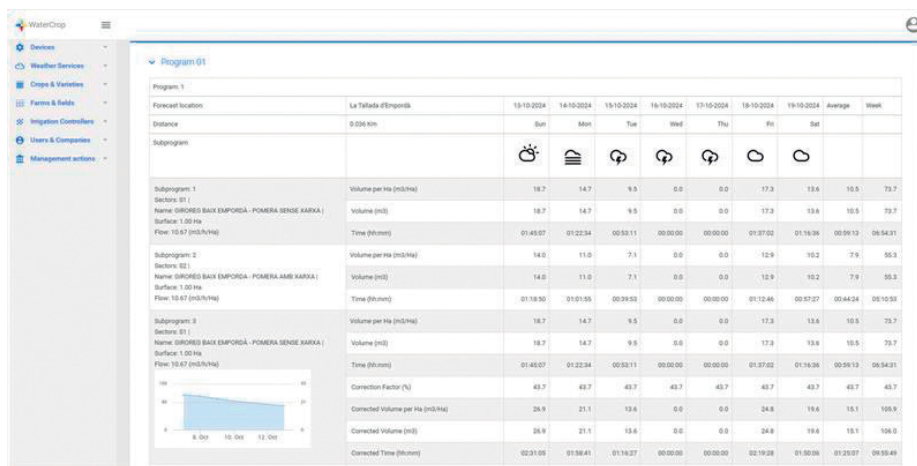 WaterCrop
Devices
Weather Services
Crops & Varieties
Farms & fields
Irrigation Controllers
Users & Companies
Management actions
Program 01
Program: 1
Forecast location: La Tallada d'Empordà 13-10-2024 14-10-2024 15-10-2024 16-10-2024 17-10-2024 18-10-2024 19-10-2024 Average Week
Distance 0.036 Km Sun Mon Tue Wed Thu Fri Sat
Subprogram:
Subprogram: 1
Sectors: S1 |
Name: GIROREG BAIX EMPORDÀ - POMERA SENSE XARXA |
Surface: 1.00 Ha
Flow: 10.67 (m3/h/Ha)
Volume per Ha (m3/Ha) 18.7 14.7 9.5 0.0 0.0 17.3 13.6 10.5 73.7
Volume (m3) 18.7 14.7 9.5 0.0 0.0 17.3 13.6 10.5 73.7
Time (hh:mm) 01:45:07 01:22:34 00:53:11 00:00:00 00:00:00 01:37:02 01:16:36 00:59:13 06:54:31
Subprogram: 2
Sectors: S2 |
Name: GIROREG BAIX EMPORDÀ - POMERA AMB XARXA |
Surface: 1.00 Ha
Flow: 10.67 (m3/h/Ha)
Volume per Ha (m3/Ha) 14.0 11.0 7.1 0.0 0.0 12.9 10.2 7.9 55.3
Volume (m3) 14.0 11.0 7.1 0.0 0.0 12.9 10.2 7.9 55.3
Time (hh:mm) 01:18:50 01:01:55 00:39:53 00:00:00 00:00:00 01:12:46 00:57:27 00:44:24 05:10:53
Subprogram: 3
Sectors: S1 |
Name: GIROREG BAIX EMPORDÀ - POMERA SENSE XARXA |
Surface: 1.00 Ha
Flow: 10.67 (m3/h/Ha)
8. Oct 10. Oct 12. Oct
Volume per Ha (m3/Ha) 18.7 14.7 9.5 0.0 0.0 17.3 13.6 10.5 73.7
Volume (m3) 18.7 14.7 9.5 0.0 0.0 17.3 13.6 10.5 73.7
Time (hh:mm) 01:45:07 01:22:34 00:53:11 00:00:00 00:00:00 01:37:02 01:16:36 00:59:13 06:54:31
Correction Factor (%) 43.7 43.7 43.7 43.7 43.7 43.7 43.7 43.7 43.7
Corrected Volume per Ha (m3/Ha) 26.9 21.1 13.6 0.0 0.0 24.8 19.6 15.1 105.9
Corrected Volume (m3) 26.9 21.1 13.6 0.0 0.0 24.8 19.6 15.1 106.0
Corrected Time (hh:mm) 02:31:05 01:58:41 01:16:27 00:00:00 00:00:00 02:19:28 01:50:06 01:25:07 09:55:49